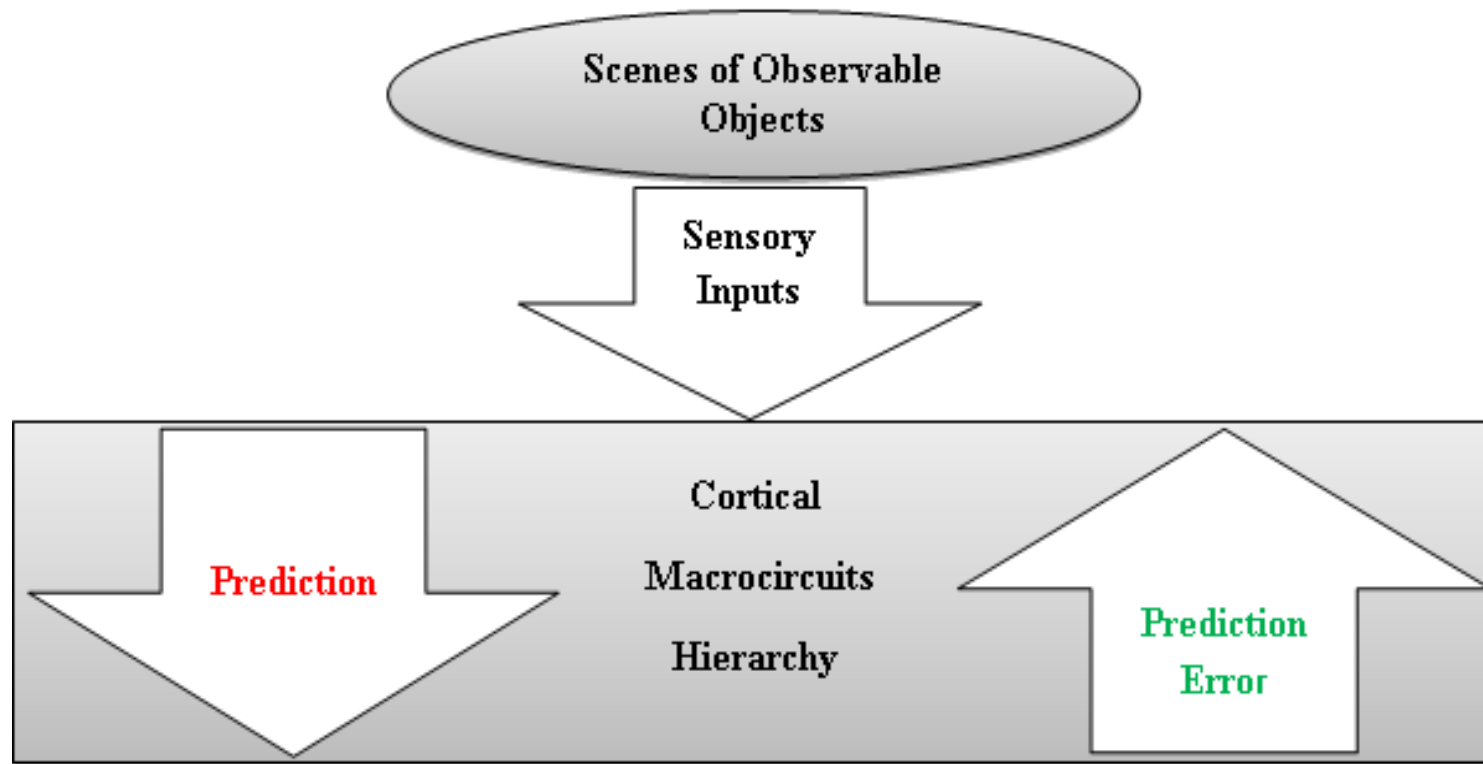 Scenes of Observable
Objects
Sensory
Inputs
Cortical
Macrocircuits
Hierarchy
Prediction
Prediction
Error